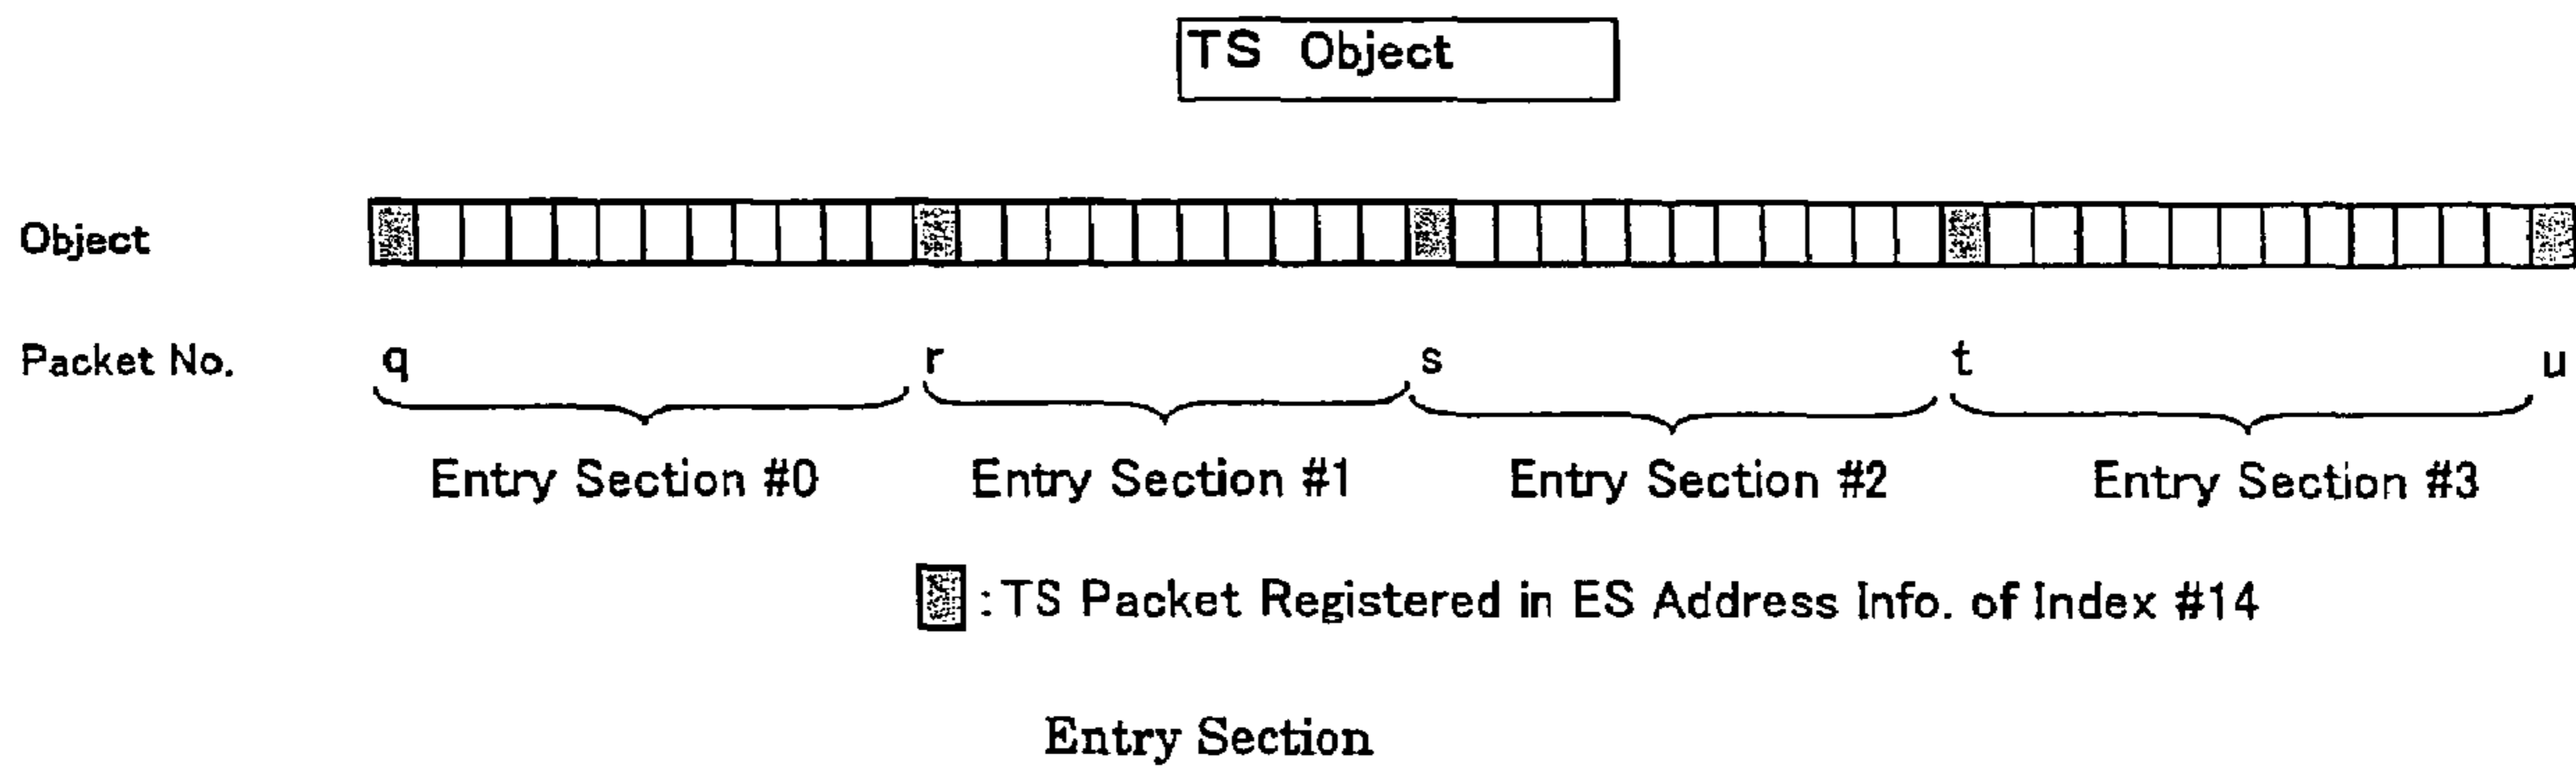 TS Object
Object
Packet No. q r s t u
Entry Section #0 Entry Section #1 Entry Section #2 Entry Section #3
: TS Packet Registered in ES Address Info. of Index #14
Entry Section